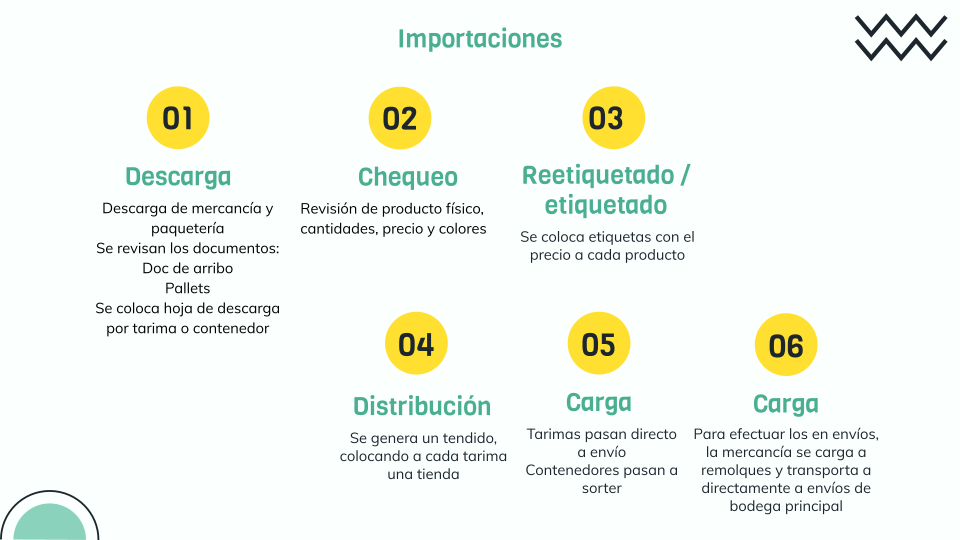 Importaciones
01
Descarga
Descarga de mercancía y
paquetería
Se revisan los documentos:
Doc de arribo
Pallets
Se coloca hoja de descarga
por tarima o contenedor
02
Chequeo
Revisión de producto físico,
cantidades, precio y colores
03
Reetiquetado /
etiquetado
Se coloca etiquetas con el
precio a cada producto
04
Distribución
Se genera un tendido,
colocando a cada tarima
una tienda
05
Carga
Tarimas pasan directo
a envío
Contenedores pasan a
sorter
06
Carga
Para efectuar los en envíos,
la mercancía se carga a
remolques y transporta a
directamente a envíos de
bodega principal